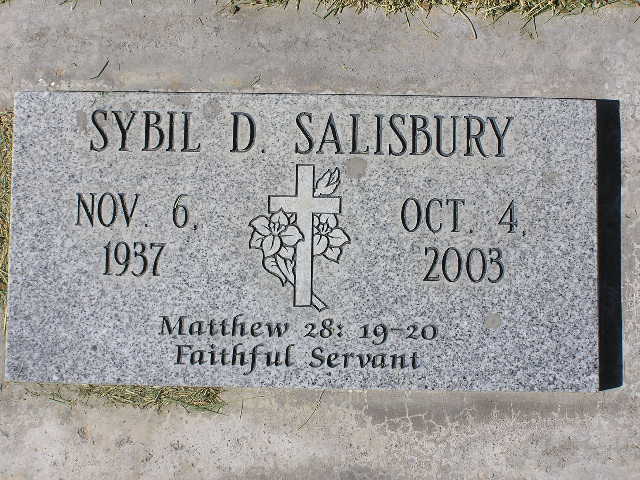 SYBIL D. SALISBURY
NOV. 6, 1937
OCT. 4, 2003
Matthew 28: 19-20
Faithful Servant